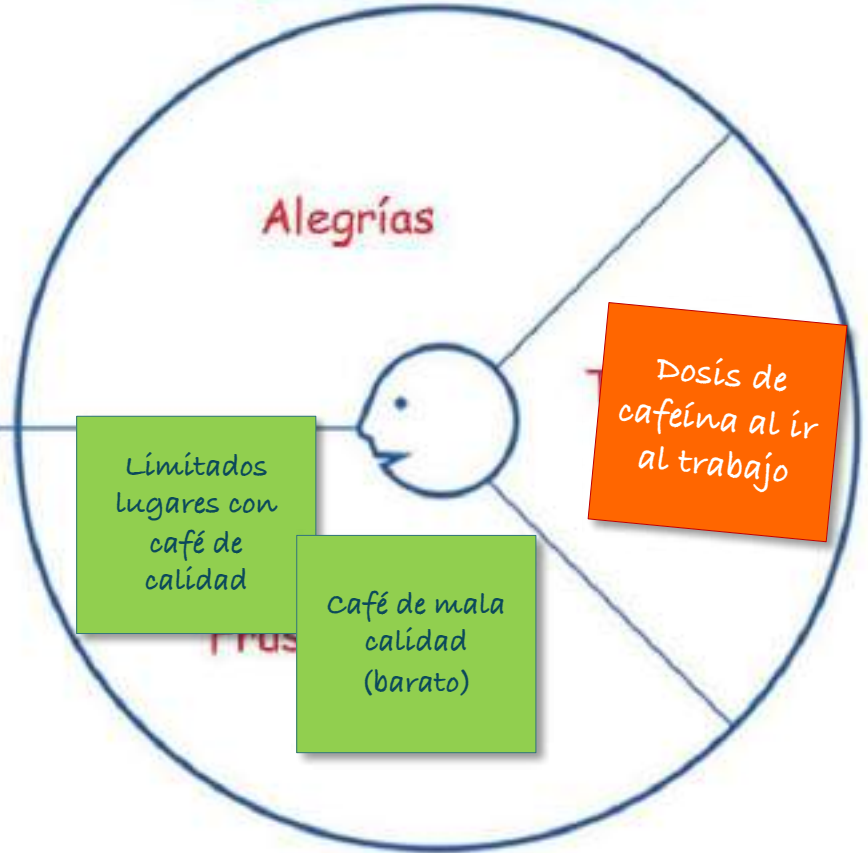 Alegrías
Dosis de
cafeína al ir
al trabajo
Limitados
lugares con
café de
calidad
Café de mala
calidad
(barato)